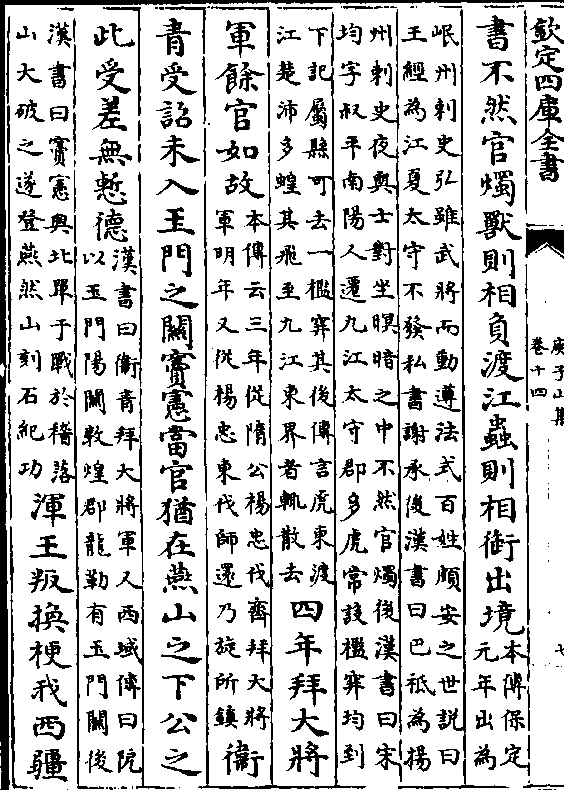 欽定四庫全書
庚子山集
卷十四
七
書不然官燭獸則相負渡江蟲則相銜出境
本傳保定
元年出為
岷州刺史弘雖武將而動遵法式百姓頗安之世説曰
王經為江夏太守不發私書謝承後漢書曰巴祇為揚
州刺史夜與士對坐暝暗之中不然官燭後漢書曰宋
均字叔平南陽人遷九江太守郡多虎常設檻穽均到
下記屬縣可去一檻穽其後傳言虎東渡
江楚沛多蝗其飛至九江東界者輒散去
四年拜大將
軍餘官如故
本傳云三年從隋公楊忠伐齊拜大將
軍明年又從楊忠東伐師還乃旋所鎮
衞
青受詔未入王門之闗竇憲當官猶在燕山之下公之
此受差無慙德
漢書曰衞青拜大將軍又西域傳曰阸
以玉門陽闗敦煌郡龍勒有玉門闗後
漢書曰竇憲與北單于戰於稽落
山大破之遂登燕然山刻石紀功
渾王叛換梗我西疆